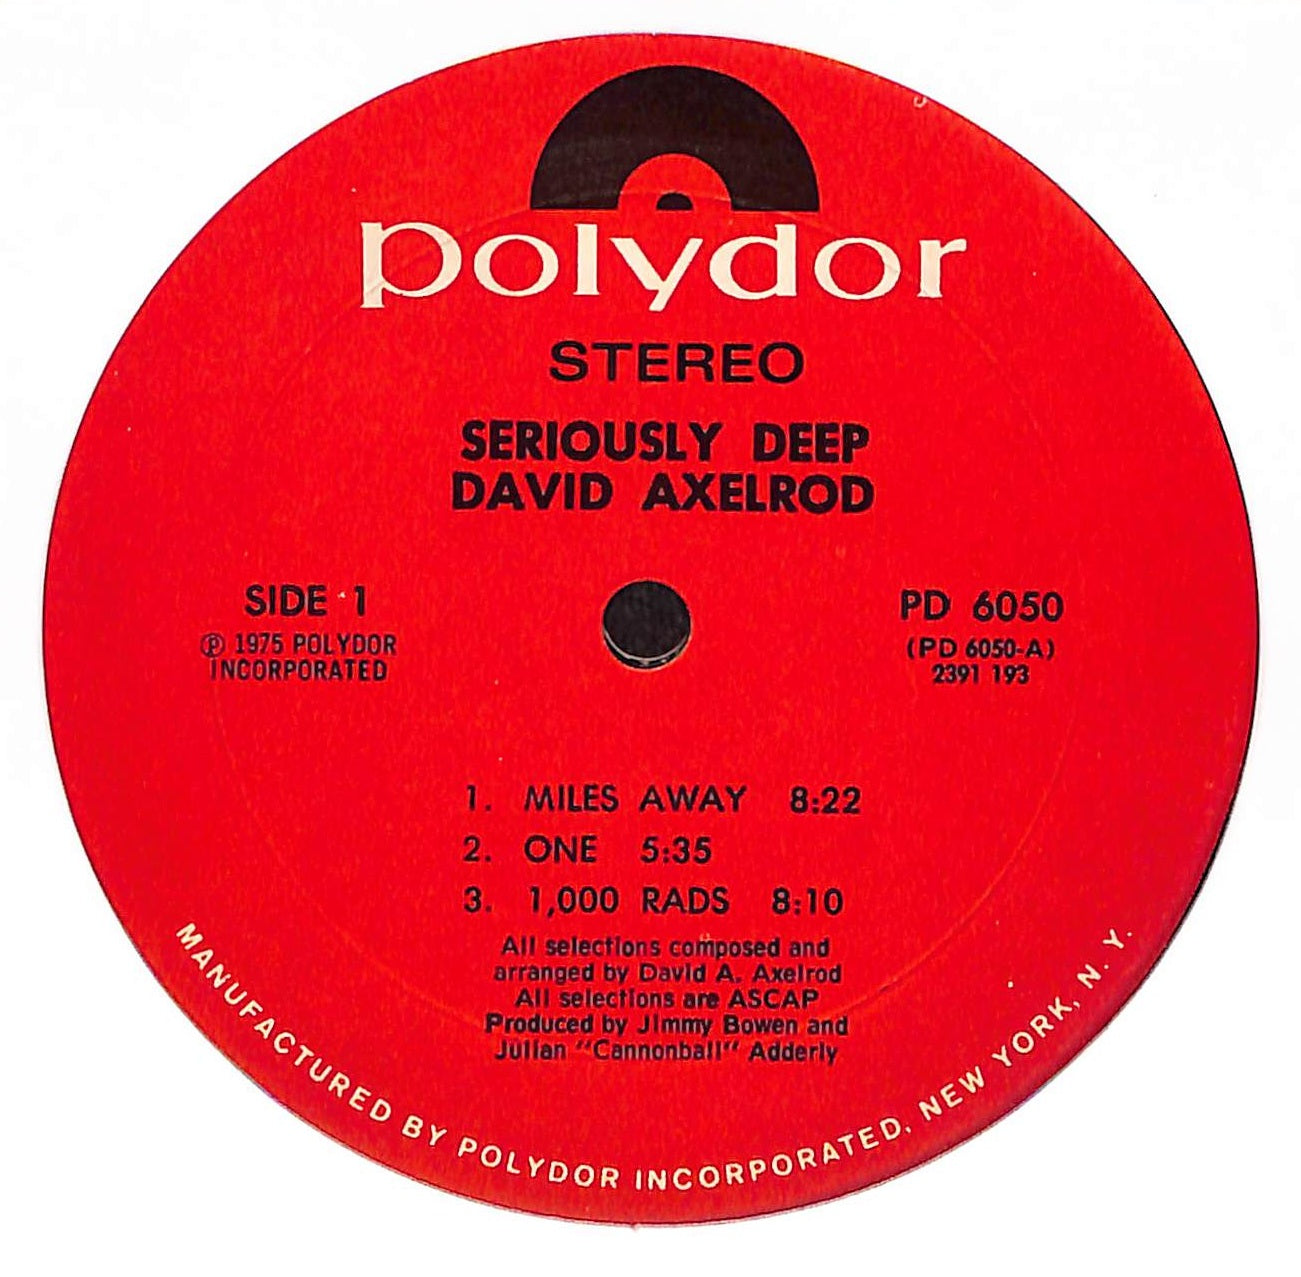 polydor
STEREO
SERIOUSLY DEEP
DAVID AXELROD
SIDE 1
℗ 1975 POLYDOR
INCORPORATED
PD 6050
(PD 6050-A)
2391 193
1. MILES AWAY 8:22
2. ONE 5:35
3. 1,000 RADS 8:10
All selections composed and
arranged by David A. Axelrod
All selections are ASCAP
Produced by Jimmy Bowen and
Julian "Cannonball" Adderly
MANUFACTURED BY POLYDOR INCORPORATED, NEW YORK, N. Y.